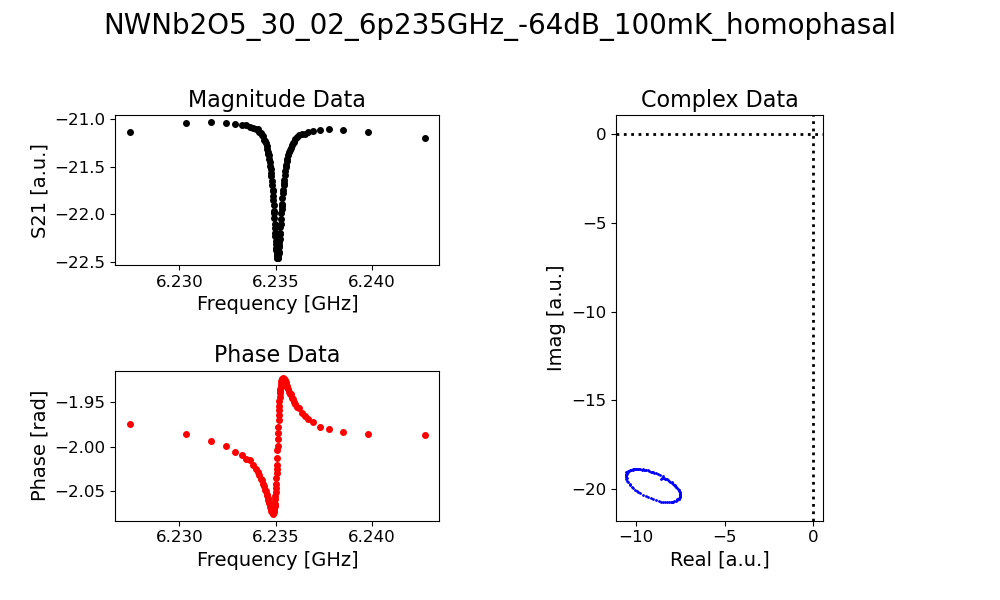 NWNb2O5_30_02_6p235GHz_-64dB_100mK_homophasal
Magnitude Data
S21 [a.u.]
−21.0
−21.5
−22.0
−22.5
6.230
6.235
6.240
Frequency [GHz]
Phase Data
Phase [rad]
−1.95
−2.00
−2.05
6.230
6.235
6.240
Frequency [GHz]
Complex Data
Imag [a.u.]
0
−5
−10
−15
−20
−10
−5
0
Real [a.u.]